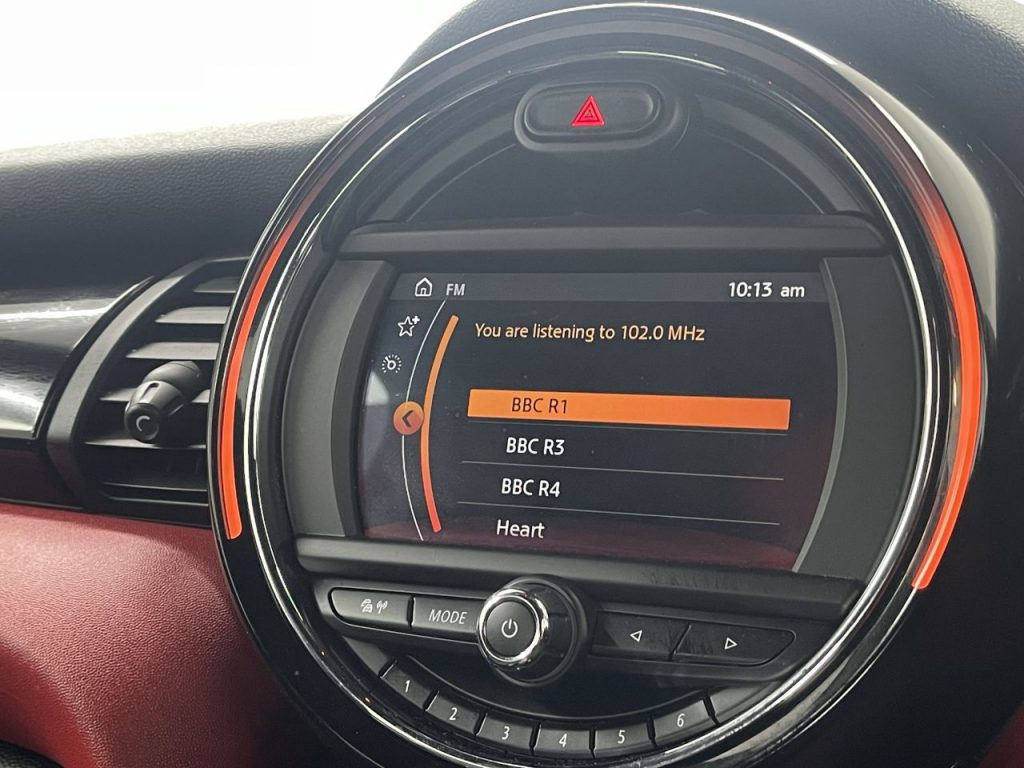 FM
10:13 am
You are listening to 102.0 MHz
BBC R1
BBC R3
BBC R4
Heart
MODE
1
2
3
4
5
6